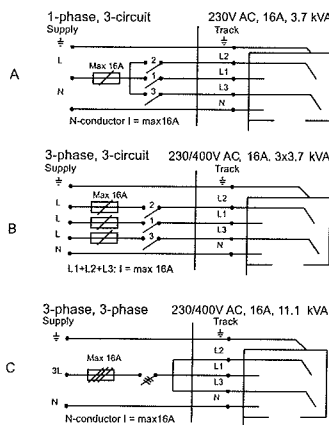 1-phase, 3-circuit 230V AC, 16A, 3.7 kVA
Supply Track
L Max 16A 2 L2
A 1 L1
N 3 L3
N
N-conductor I = max16A
3-phase, 3-circuit 230/400V AC, 16A. 3x3.7 kVA
Supply Track
Max 16A L2
L 2 L1
B L 1
L 3 L3
N N
L1+L2+L3: I = max 16A
3-phase, 3-phase 230/400V AC, 16A, 11.1 kVA
Supply Track
L2
C 3L Max 16A L1
L3
N N
N-conductor I = max16A